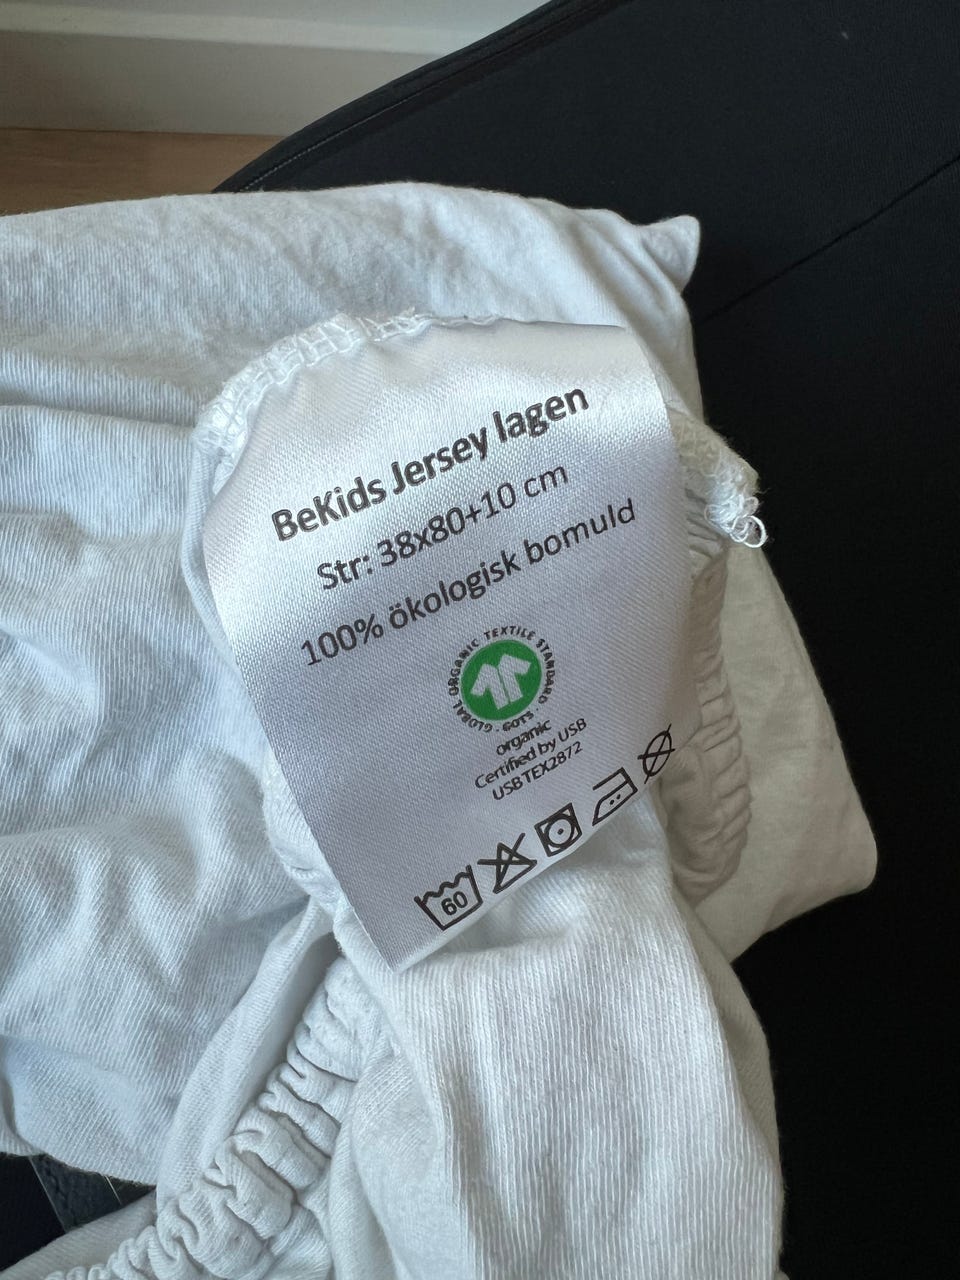 BeKids Jersey lagen
Str: 38x80+10 cm
100% ökologisk bomuld
GLOBAL ORGANIC TEXTILE STANDARD · GOTS ·
organic
Certified by USB
USB TEX2872
60